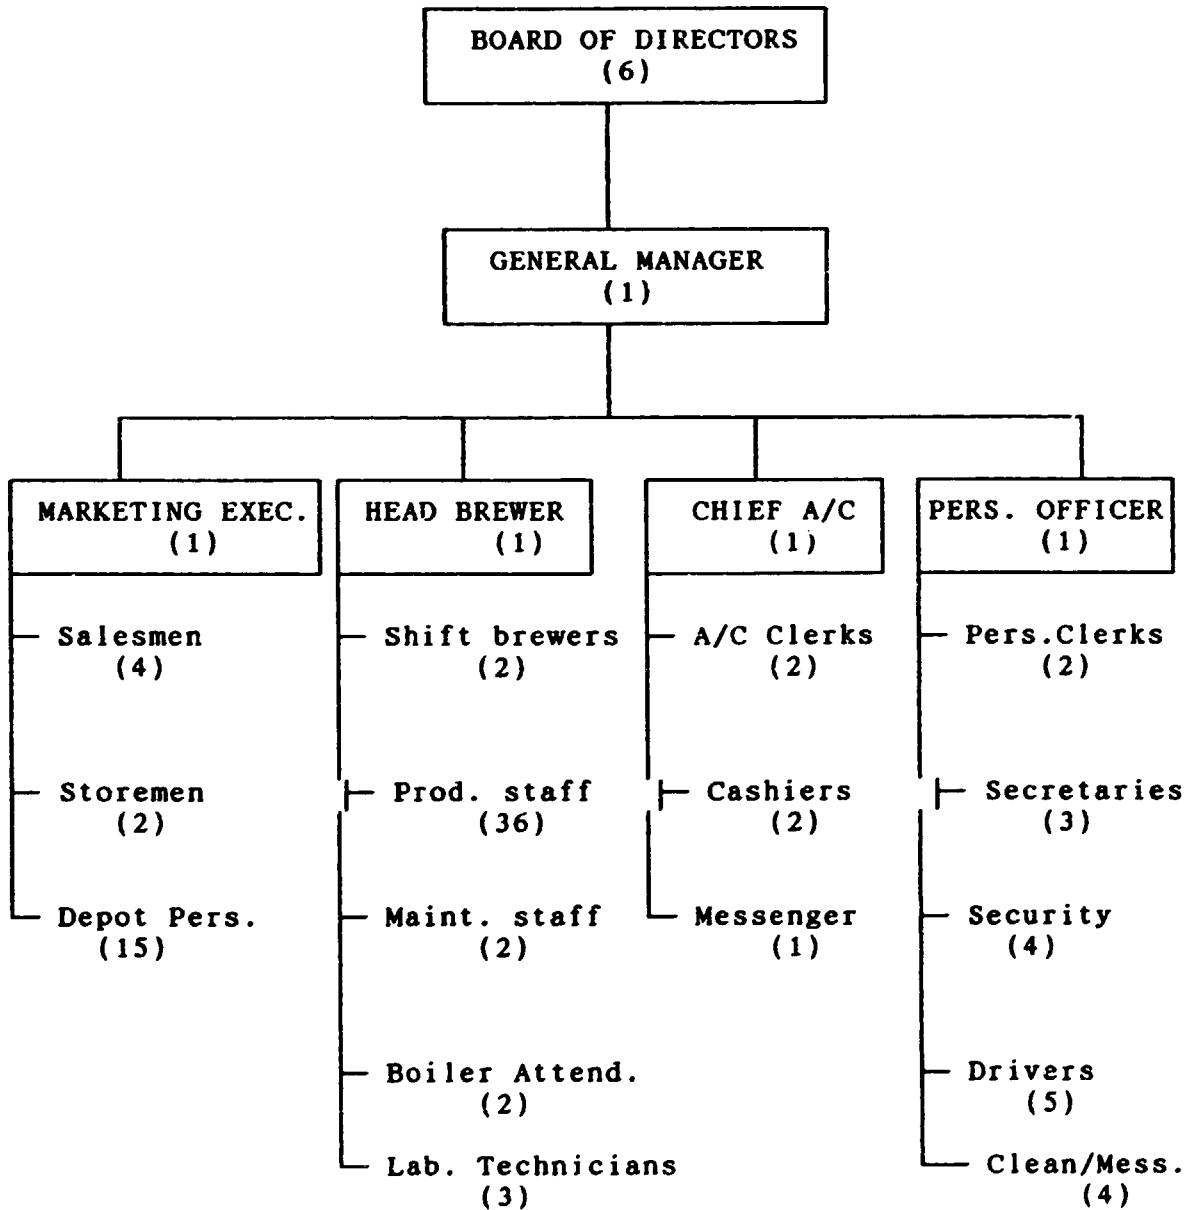 BOARD OF DIRECTORS
(6)
GENERAL MANAGER
(1)
MARKETING EXEC.
(1)
Salesmen
(4)
Storemen
(2)
Depot Pers.
(15)
HEAD BREWER
(1)
Shift brewers
(2)
Prod. staff
(36)
Maint. staff
(2)
Boiler Attend.
(2)
Lab. Technicians
(3)
CHIEF A/C
(1)
A/C Clerks
(2)
Cashiers
(2)
Messenger
(1)
PERS. OFFICER
(1)
Pers.Clerks
(2)
Secretaries
(3)
Security
(4)
Drivers
(5)
Clean/Mess.
(4)